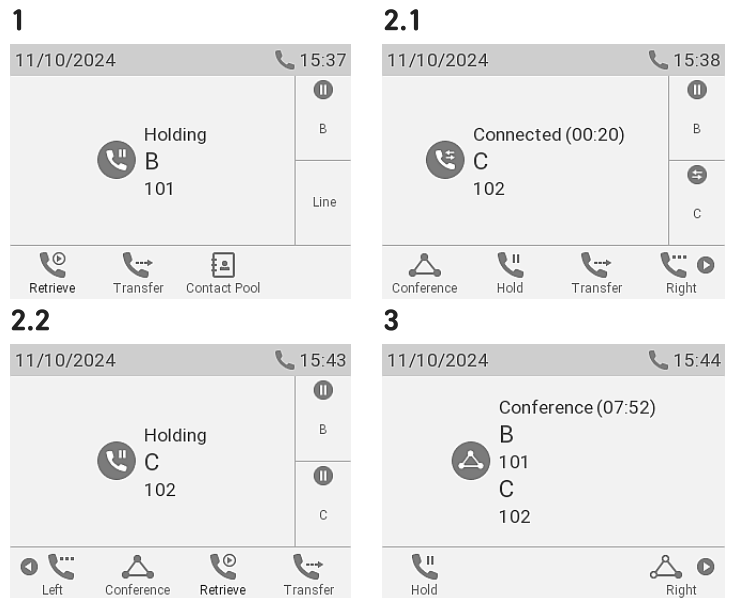 1
11/10/2024 15:37
Holding
B
101
B
Line
Retrieve Transfer Contact Pool
2.1
11/10/2024 15:38
Connected (00:20)
C
102
B
C
Conference Hold Transfer Right
2.2
11/10/2024 15:43
Holding
C
102
B
C
Left Conference Retrieve Transfer
3
11/10/2024 15:44
Conference (07:52)
B
101
C
102
Hold Right